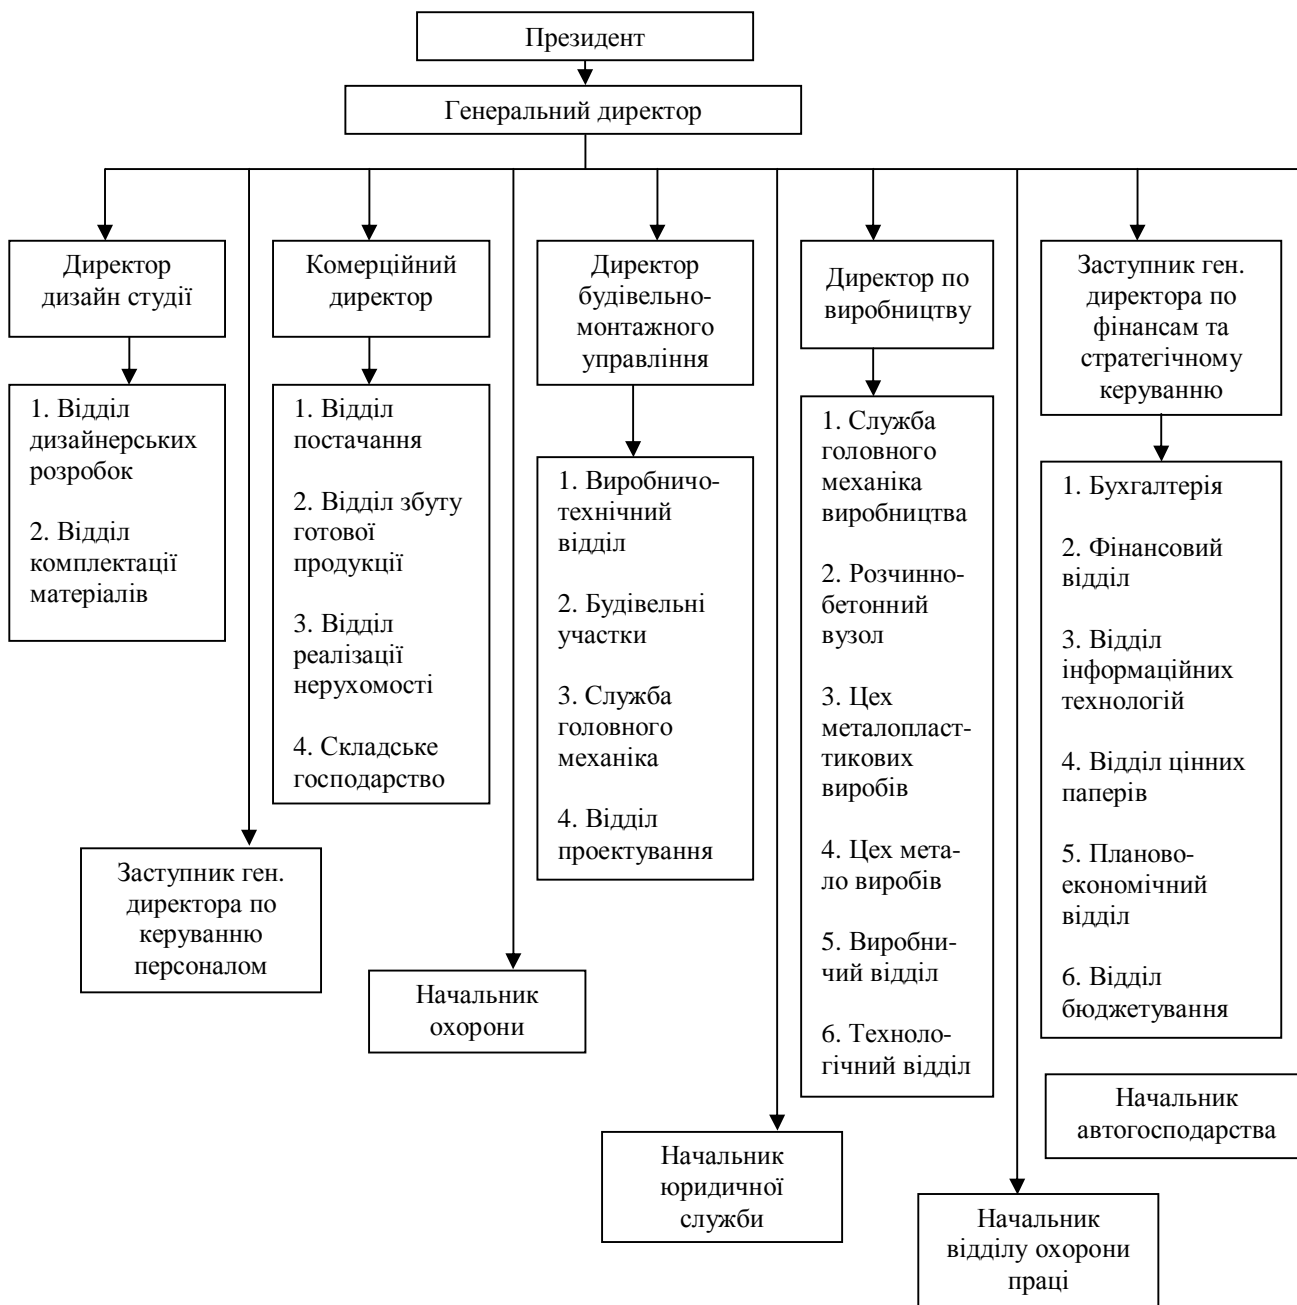 Президент
Генеральний директор
Директор
дизайн студії
Комерційний
директор
Директор
будівельно-
монтажного
управління
Директор по
виробництву
Заступник ген.
директора по
фінансам та
стратегічному
керуванню
1. Відділ
дизайнерських
розробок
2. Відділ
комплектації
матеріалів
1. Відділ
постачання
2. Відділ збуту
готової
продукції
3. Відділ
реалізації
нерухомості
4. Складське
господарство
1. Виробничо-
технічний
відділ
2. Будівельні
участки
3. Служба
головного
механіка
4. Відділ
проектування
1. Служба
головного
механіка
виробництва
2. Розчинно-
бетонний
вузол
3. Цех
металопласт-
тикових
виробів
4. Цех мета-
ло виробів
5. Виробни-
чий відділ
6. Техноло-
гічний відділ
1. Бухгалтерія
2. Фінансовий
відділ
3. Відділ
інформаційних
технологій
4. Відділ цінних
паперів
5. Планово-
економічний
відділ
6. Відділ
бюджетування
Заступник ген.
директора по
керуванню
персоналом
Начальник
охорони
Начальник
юридичної
служби
Начальник
відділу охорони
праці
Начальник
автогосподарства